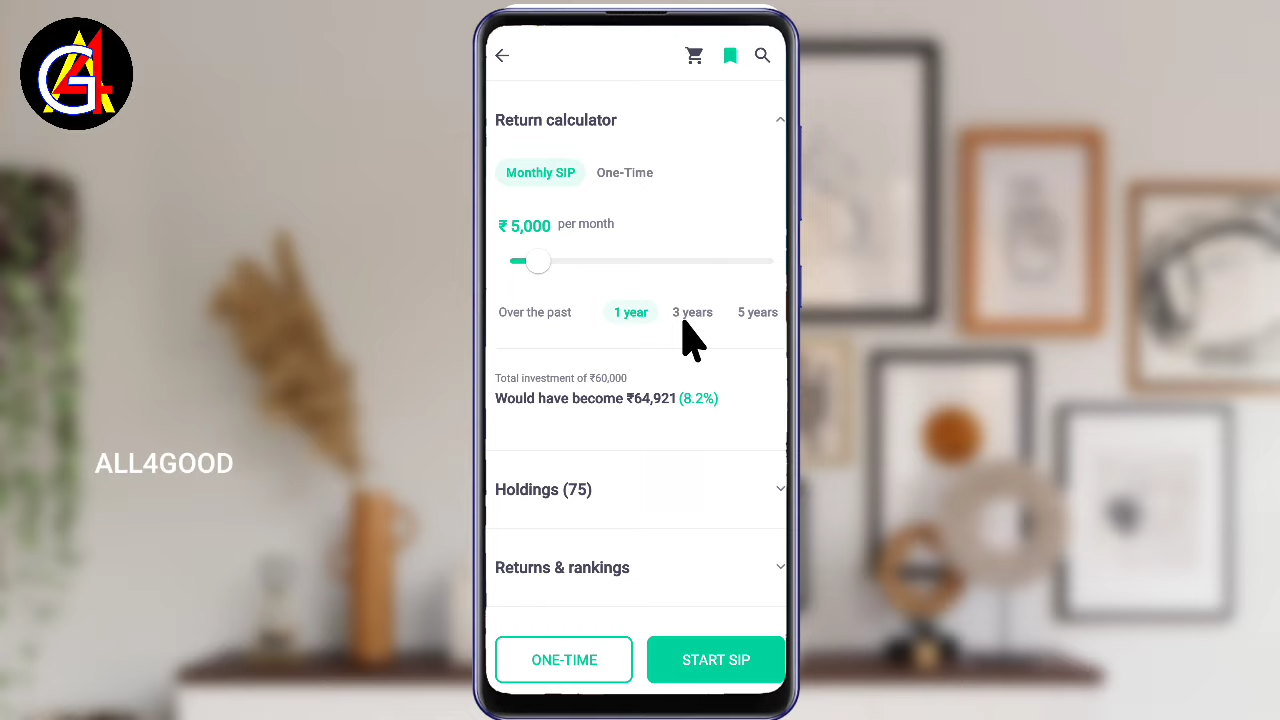 GA4
Return calculator
Monthly SIP One-Time
₹ 5,000 per month
Over the past 1 year 3 years 5 years
Total investment of ₹60,000
Would have become ₹64,921 (8.2%)
ALL4GOOD
Holdings (75)
Returns & rankings
ONE-TIME START SIP